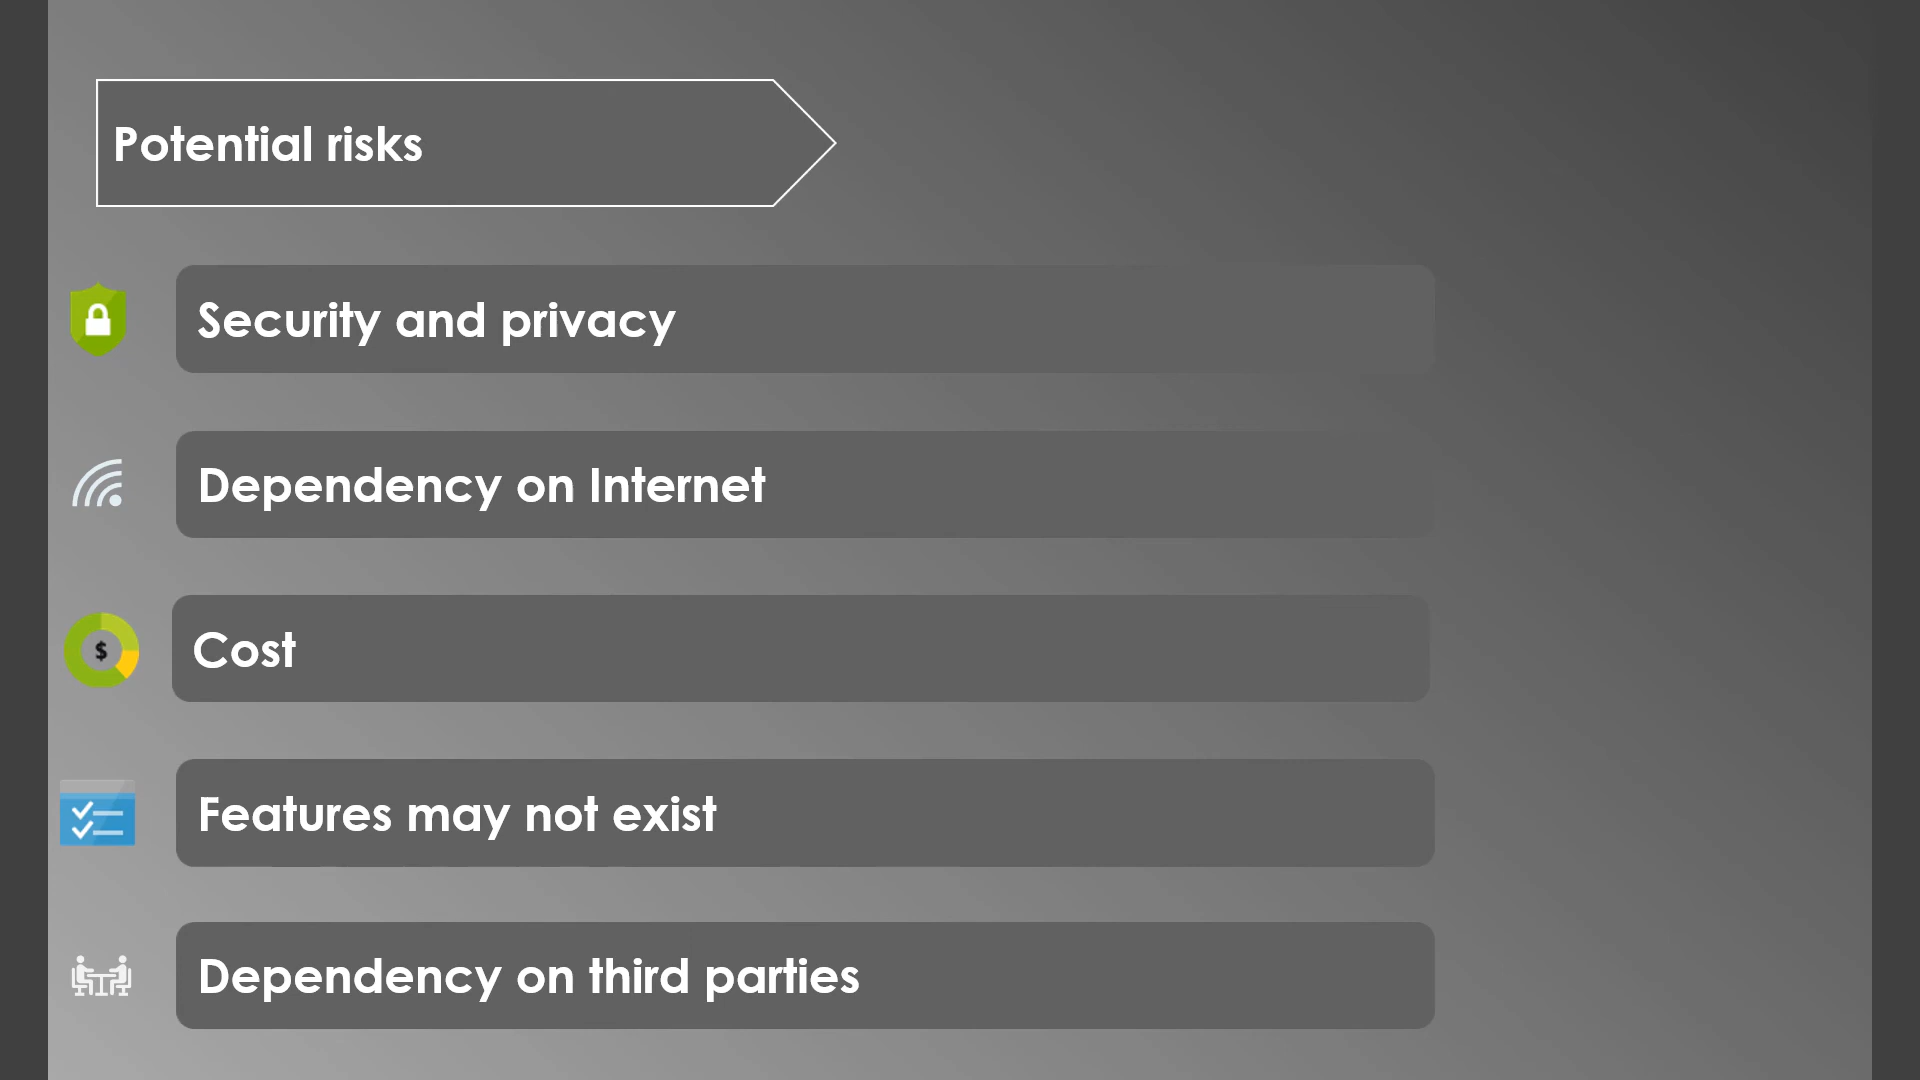 Potential risks
Security and privacy
Dependency on Internet
$
Cost
Features may not exist
Dependency on third parties